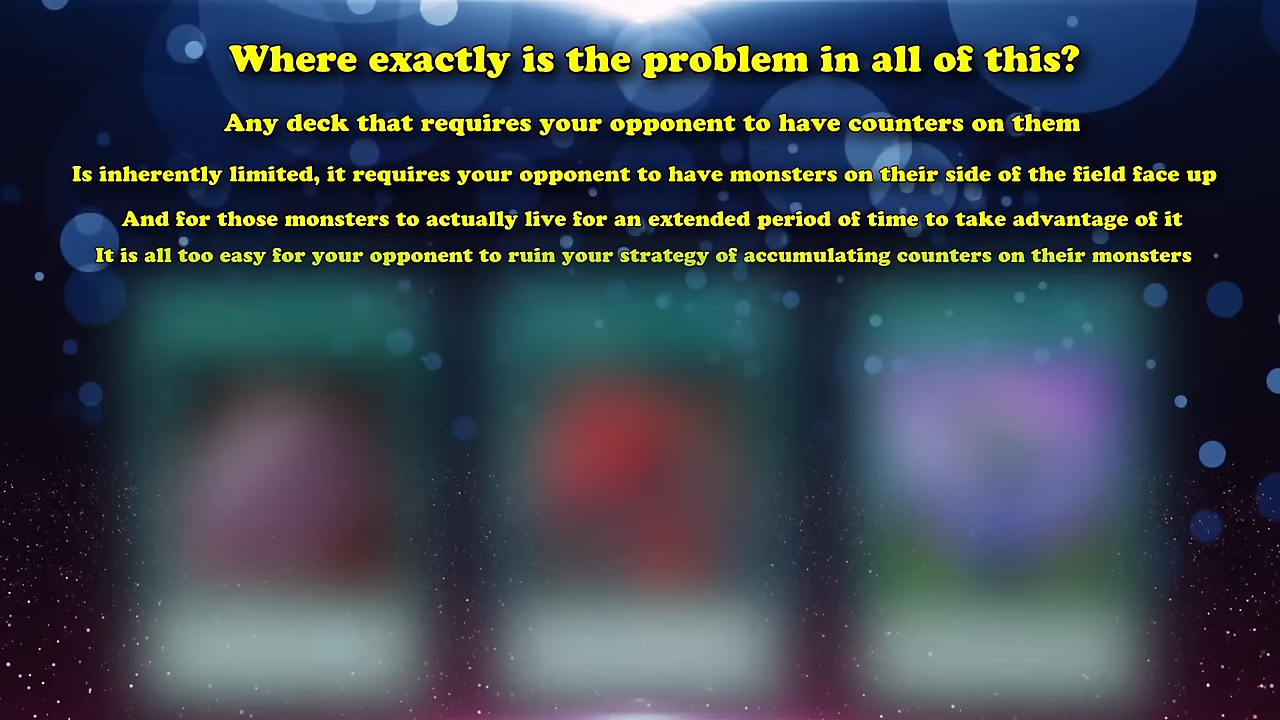 Where exactly is the problem in all of this?
Any deck that requires your opponent to have counters on them
Is inherently limited, it requires your opponent to have monsters on their side of the field face up
And for those monsters to actually live for an extended period of time to take advantage of it
It is all too easy for your opponent to ruin your strategy of accumulating counters on their monsters